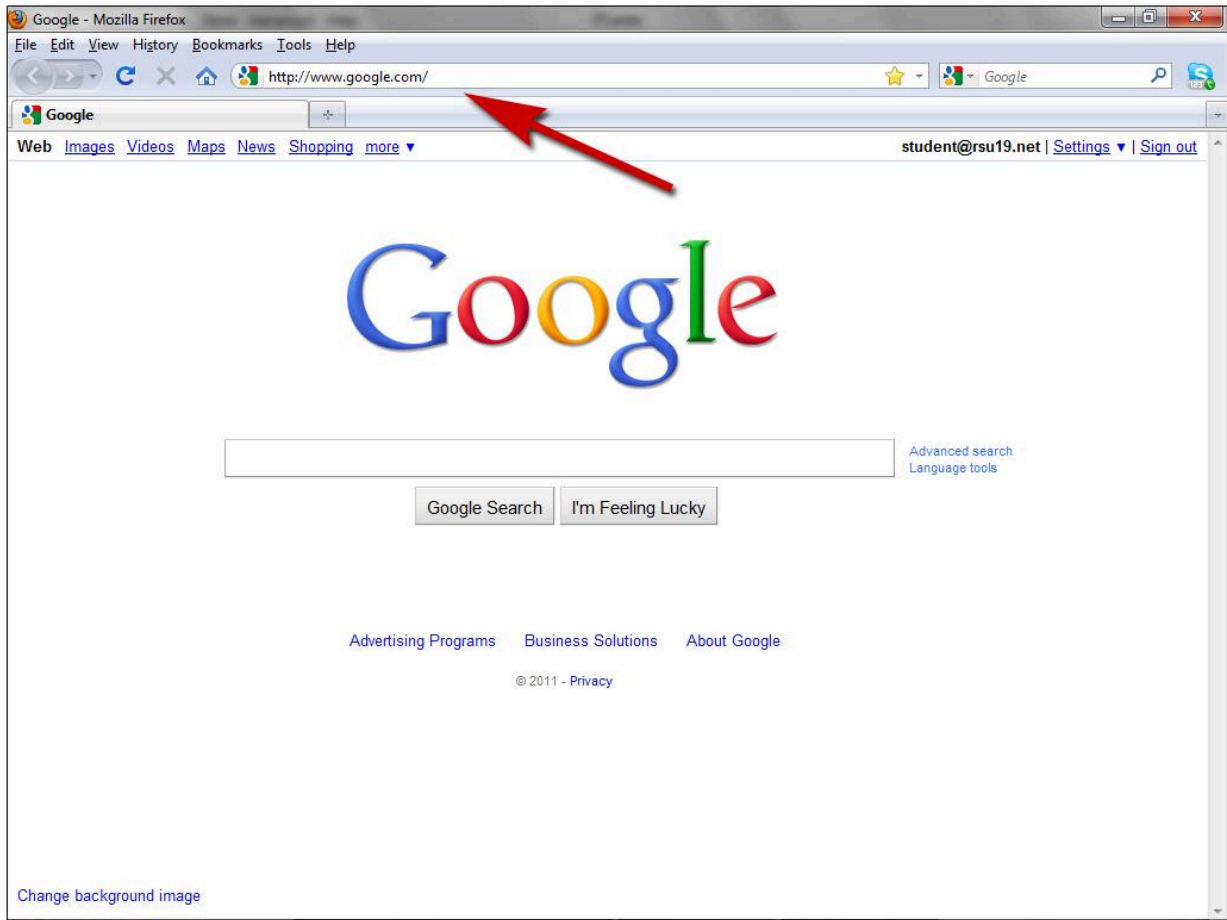 Google - Mozilla Firefox
File Edit View History Bookmarks Tools Help
http://www.google.com/ Google
Google
Web Images Videos Maps News Shopping more ▼ student@rsu19.net | Settings ▼ | Sign out
Google
Advanced search
Language tools
Google Search I'm Feeling Lucky
Advertising Programs Business Solutions About Google
© 2011 - Privacy
Change background image